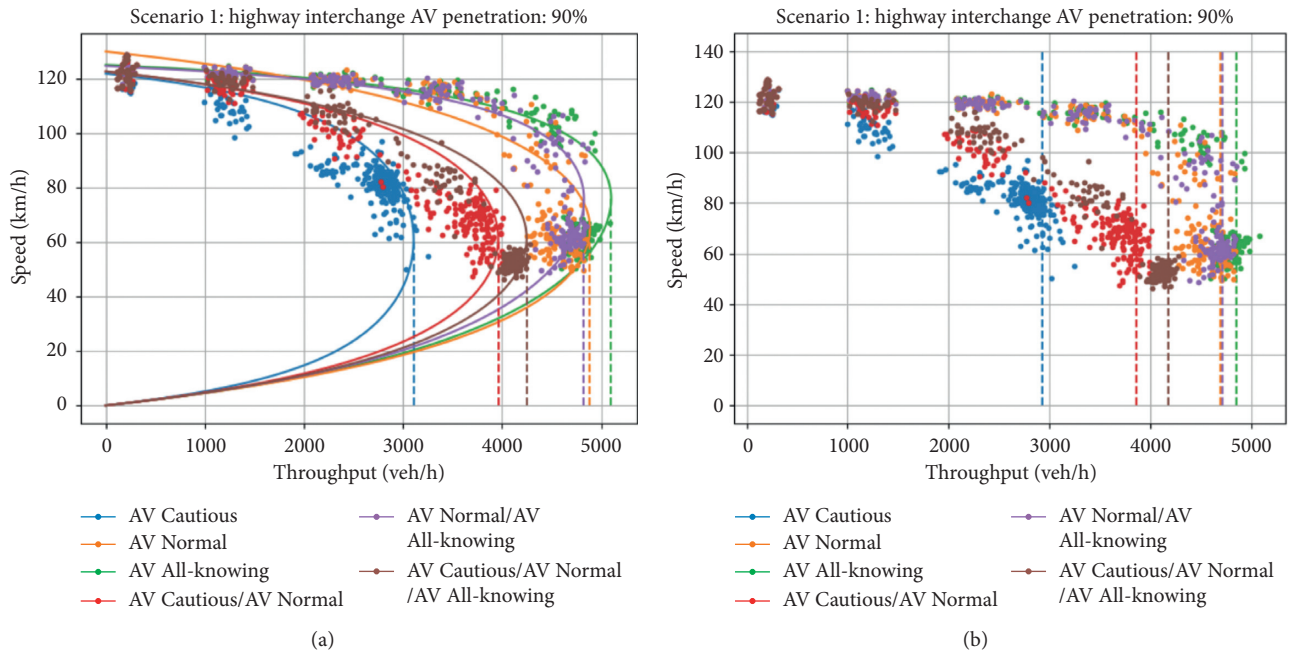 Scenario 1: highway interchange AV penetration: 90%
120
100
80
60
40
20
0
Speed (km/h)
0 1000 2000 3000 4000 5000
Throughput (veh/h)
AV Cautious
AV Normal
AV All-knowing
AV Cautious/AV Normal
AV Normal/AV
All-knowing
AV Cautious/AV Normal
/AV All-knowing
(a)
Scenario 1: highway interchange AV penetration: 90%
140
120
100
80
60
40
20
0
Speed (km/h)
0 1000 2000 3000 4000 5000
Throughput (veh/h)
AV Cautious
AV Normal
AV All-knowing
AV Cautious/AV Normal
AV Normal/AV
All-knowing
AV Cautious/AV Normal
/AV All-knowing
(b)